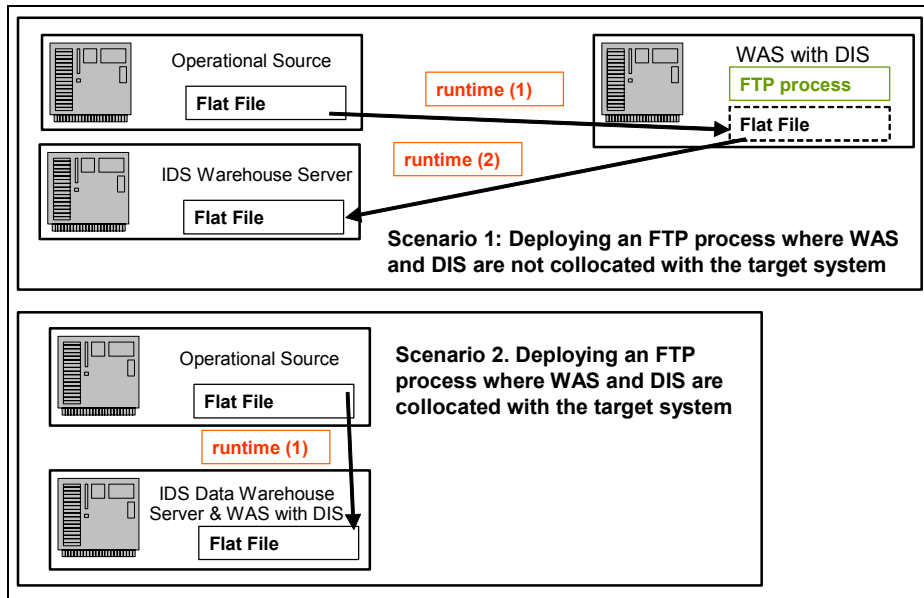 Operational Source
Flat File
runtime (1)
WAS with DIS
FTP process
Flat File
runtime (2)
IDS Warehouse Server
Flat File
Scenario 1: Deploying an FTP process where WAS
and DIS are not collocated with the target system
Operational Source
Flat File
runtime (1)
IDS Data Warehouse
Server & WAS with DIS
Flat File
Scenario 2. Deploying an FTP
process where WAS and DIS are
collocated with the target system